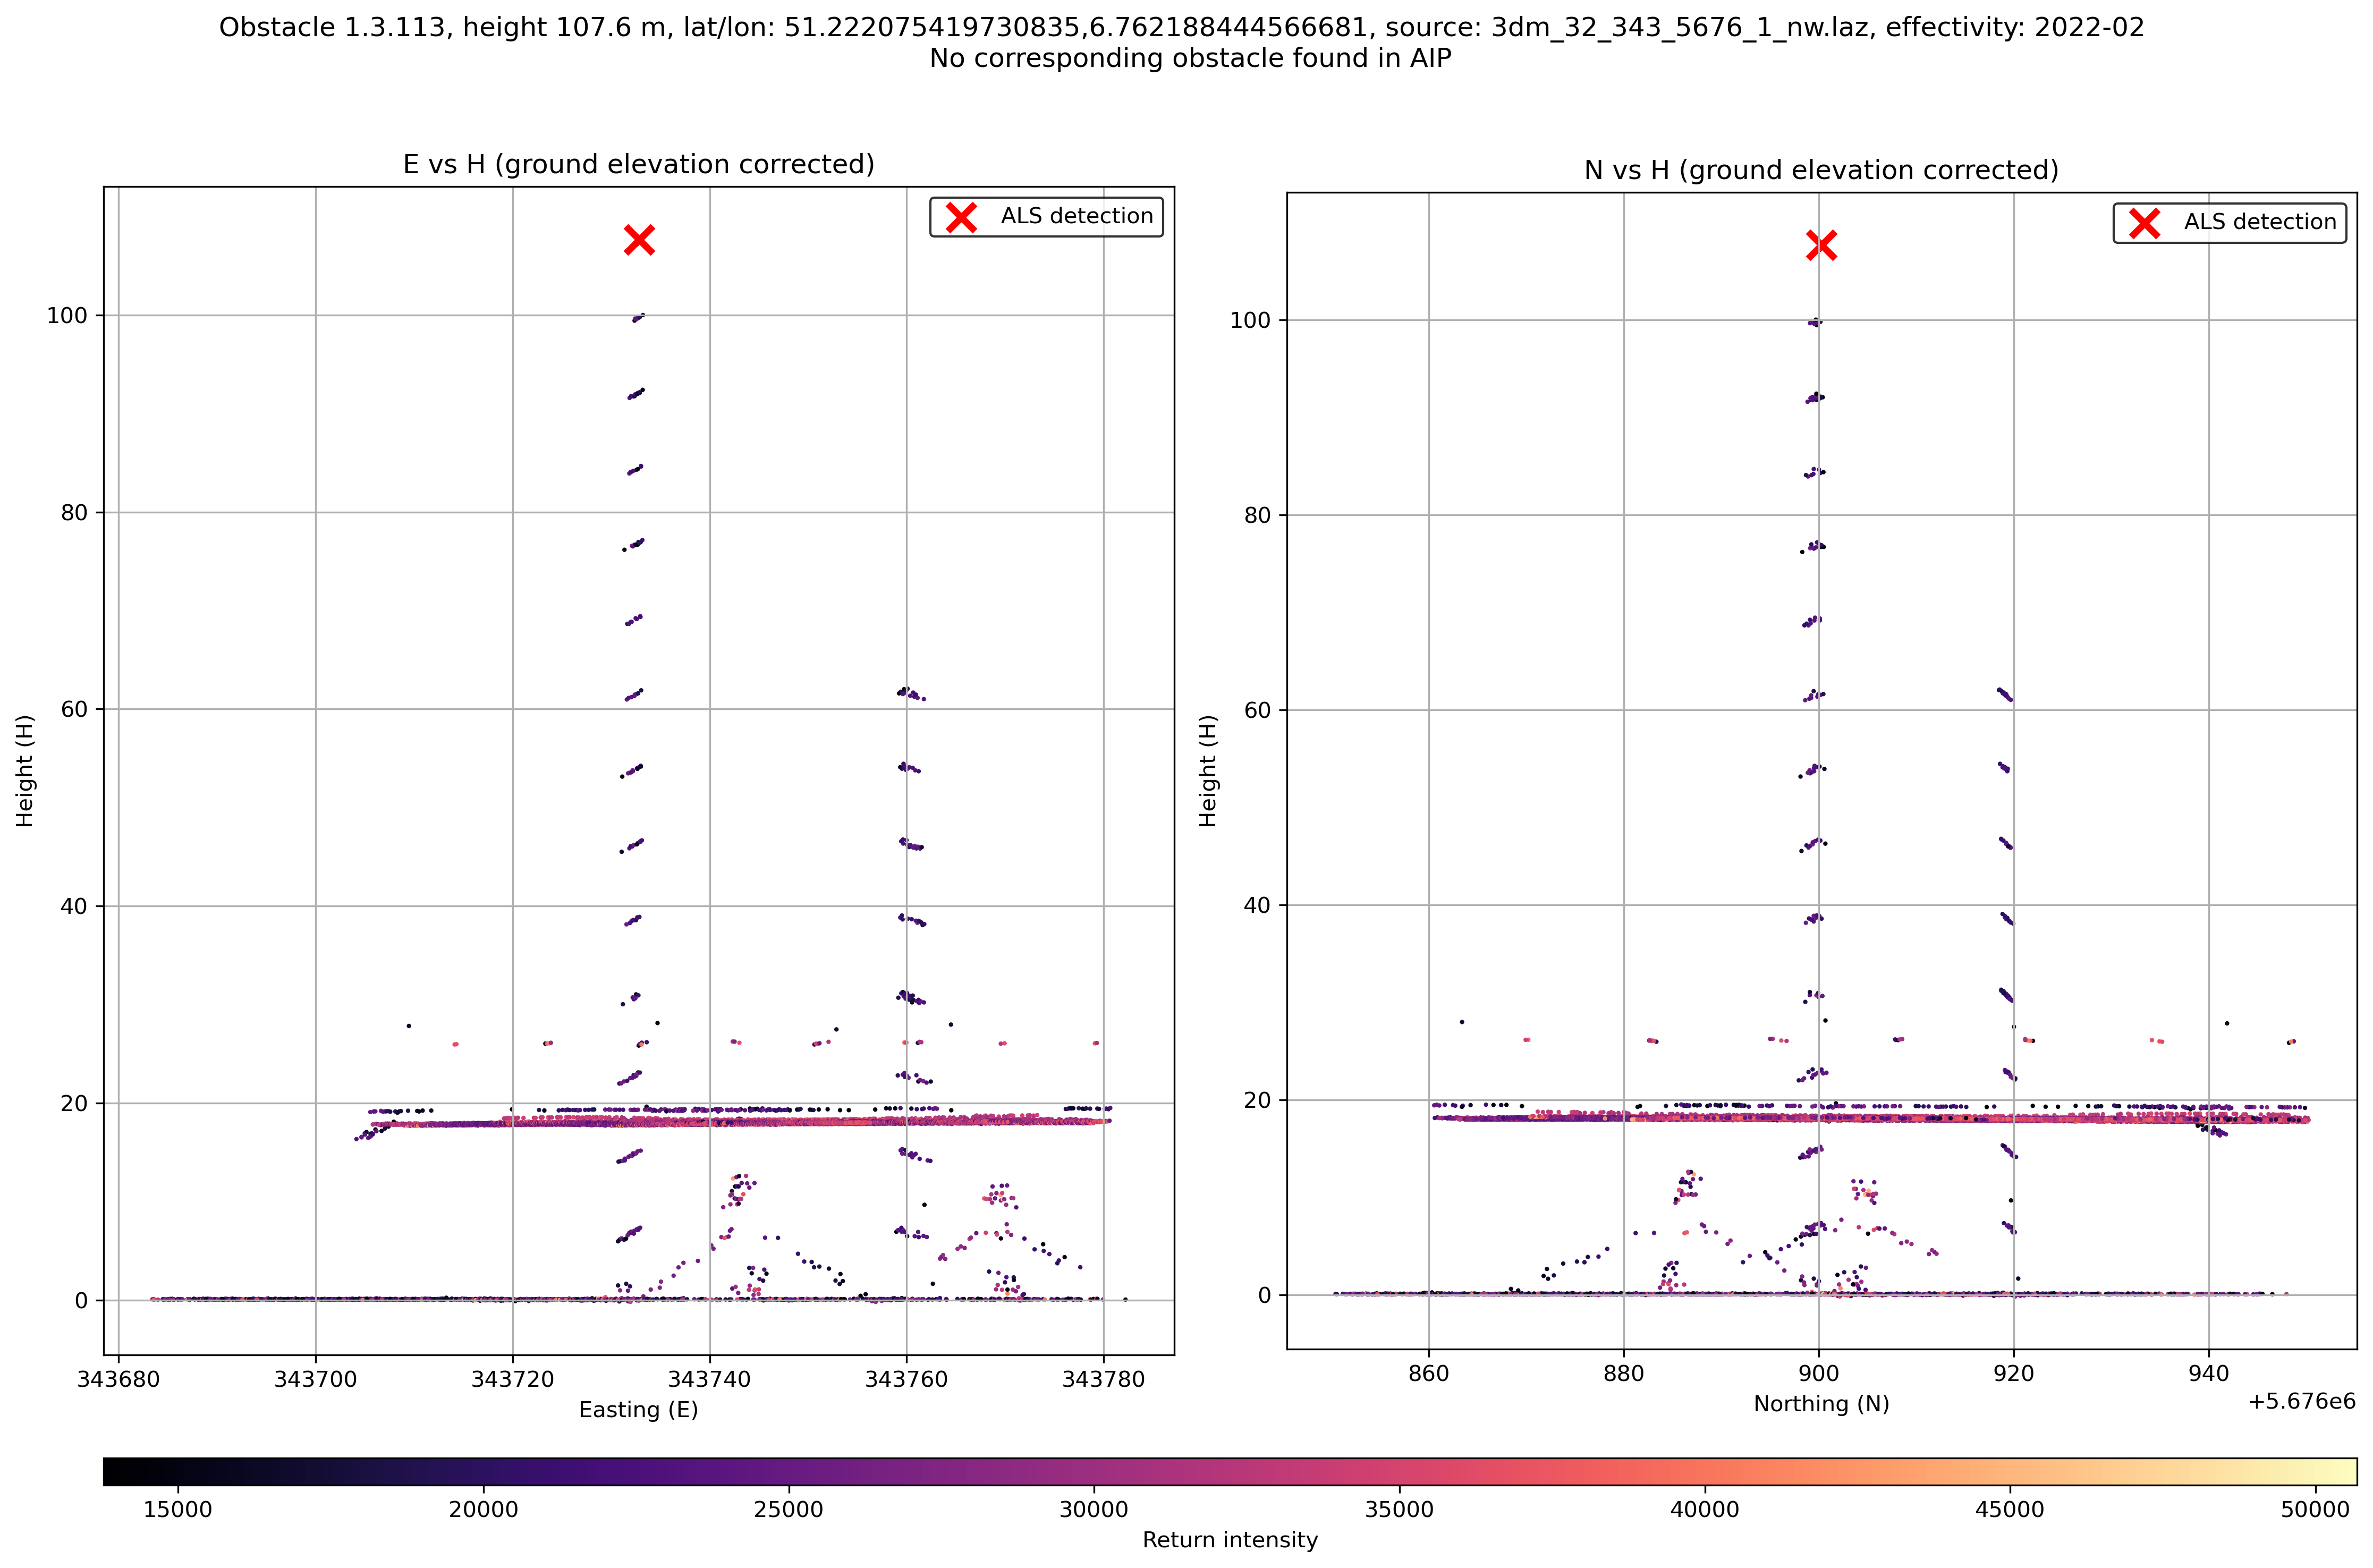 Obstacle 1.3.113, height 107.6 m, lat/lon: 51.222075419730835,6.762188444566681, source: 3dm_32_343_5676_1_nw.laz, effectivity: 2022-02
No corresponding obstacle found in AIP
E vs H (ground elevation corrected)
ALS detection
100
80
60
40
20
0
Height (H)
343680 343700 343720 343740 343760 343780
Easting (E)
N vs H (ground elevation corrected)
ALS detection
100
80
60
40
20
0
Height (H)
860 880 900 920 940
Northing (N)
+5.676e6
15000 20000 25000 30000 35000 40000 45000 50000
Return intensity